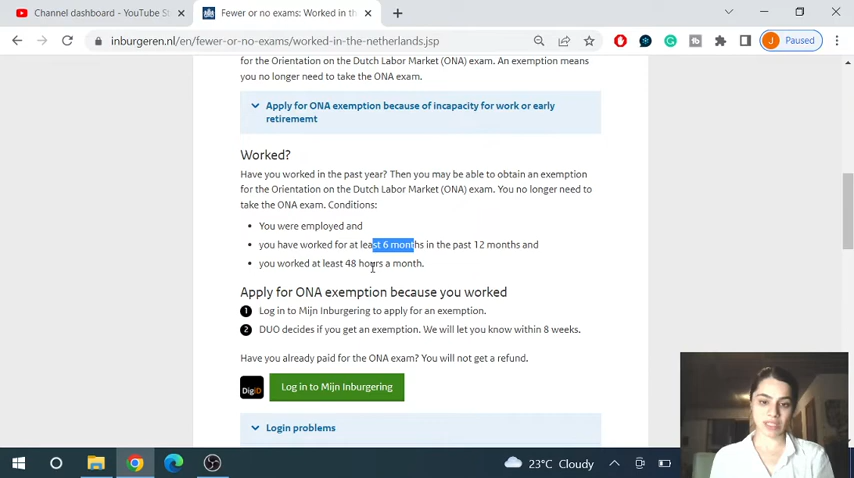 Channel dashboard - YouTube St
Fewer or no exams: Worked in th
inburgeren.nl/en/fewer-or-no-exams/worked-in-the-netherlands.jsp
J
Paused
for the Orientation on the Dutch Labor Market (ONA) exam. An exemption means
you no longer need to take the ONA exam.
Apply for ONA exemption because of incapacity for work or early
retirememt
Worked?
Have you worked in the past year? Then you may be able to obtain an exemption
for the Orientation on the Dutch Labor Market (ONA) exam. You no longer need to
take the ONA exam. Conditions:
• You were employed and
• you have worked for at least 6 months in the past 12 months and
• you worked at least 48 hours a month.
Apply for ONA exemption because you worked
1 Log in to Mijn Inburgering to apply for an exemption.
2 DUO decides if you get an exemption. We will let you know within 8 weeks.
Have you already paid for the ONA exam? You will not get a refund.
DigiD
Log in to Mijn Inburgering
Login problems
23°C Cloudy